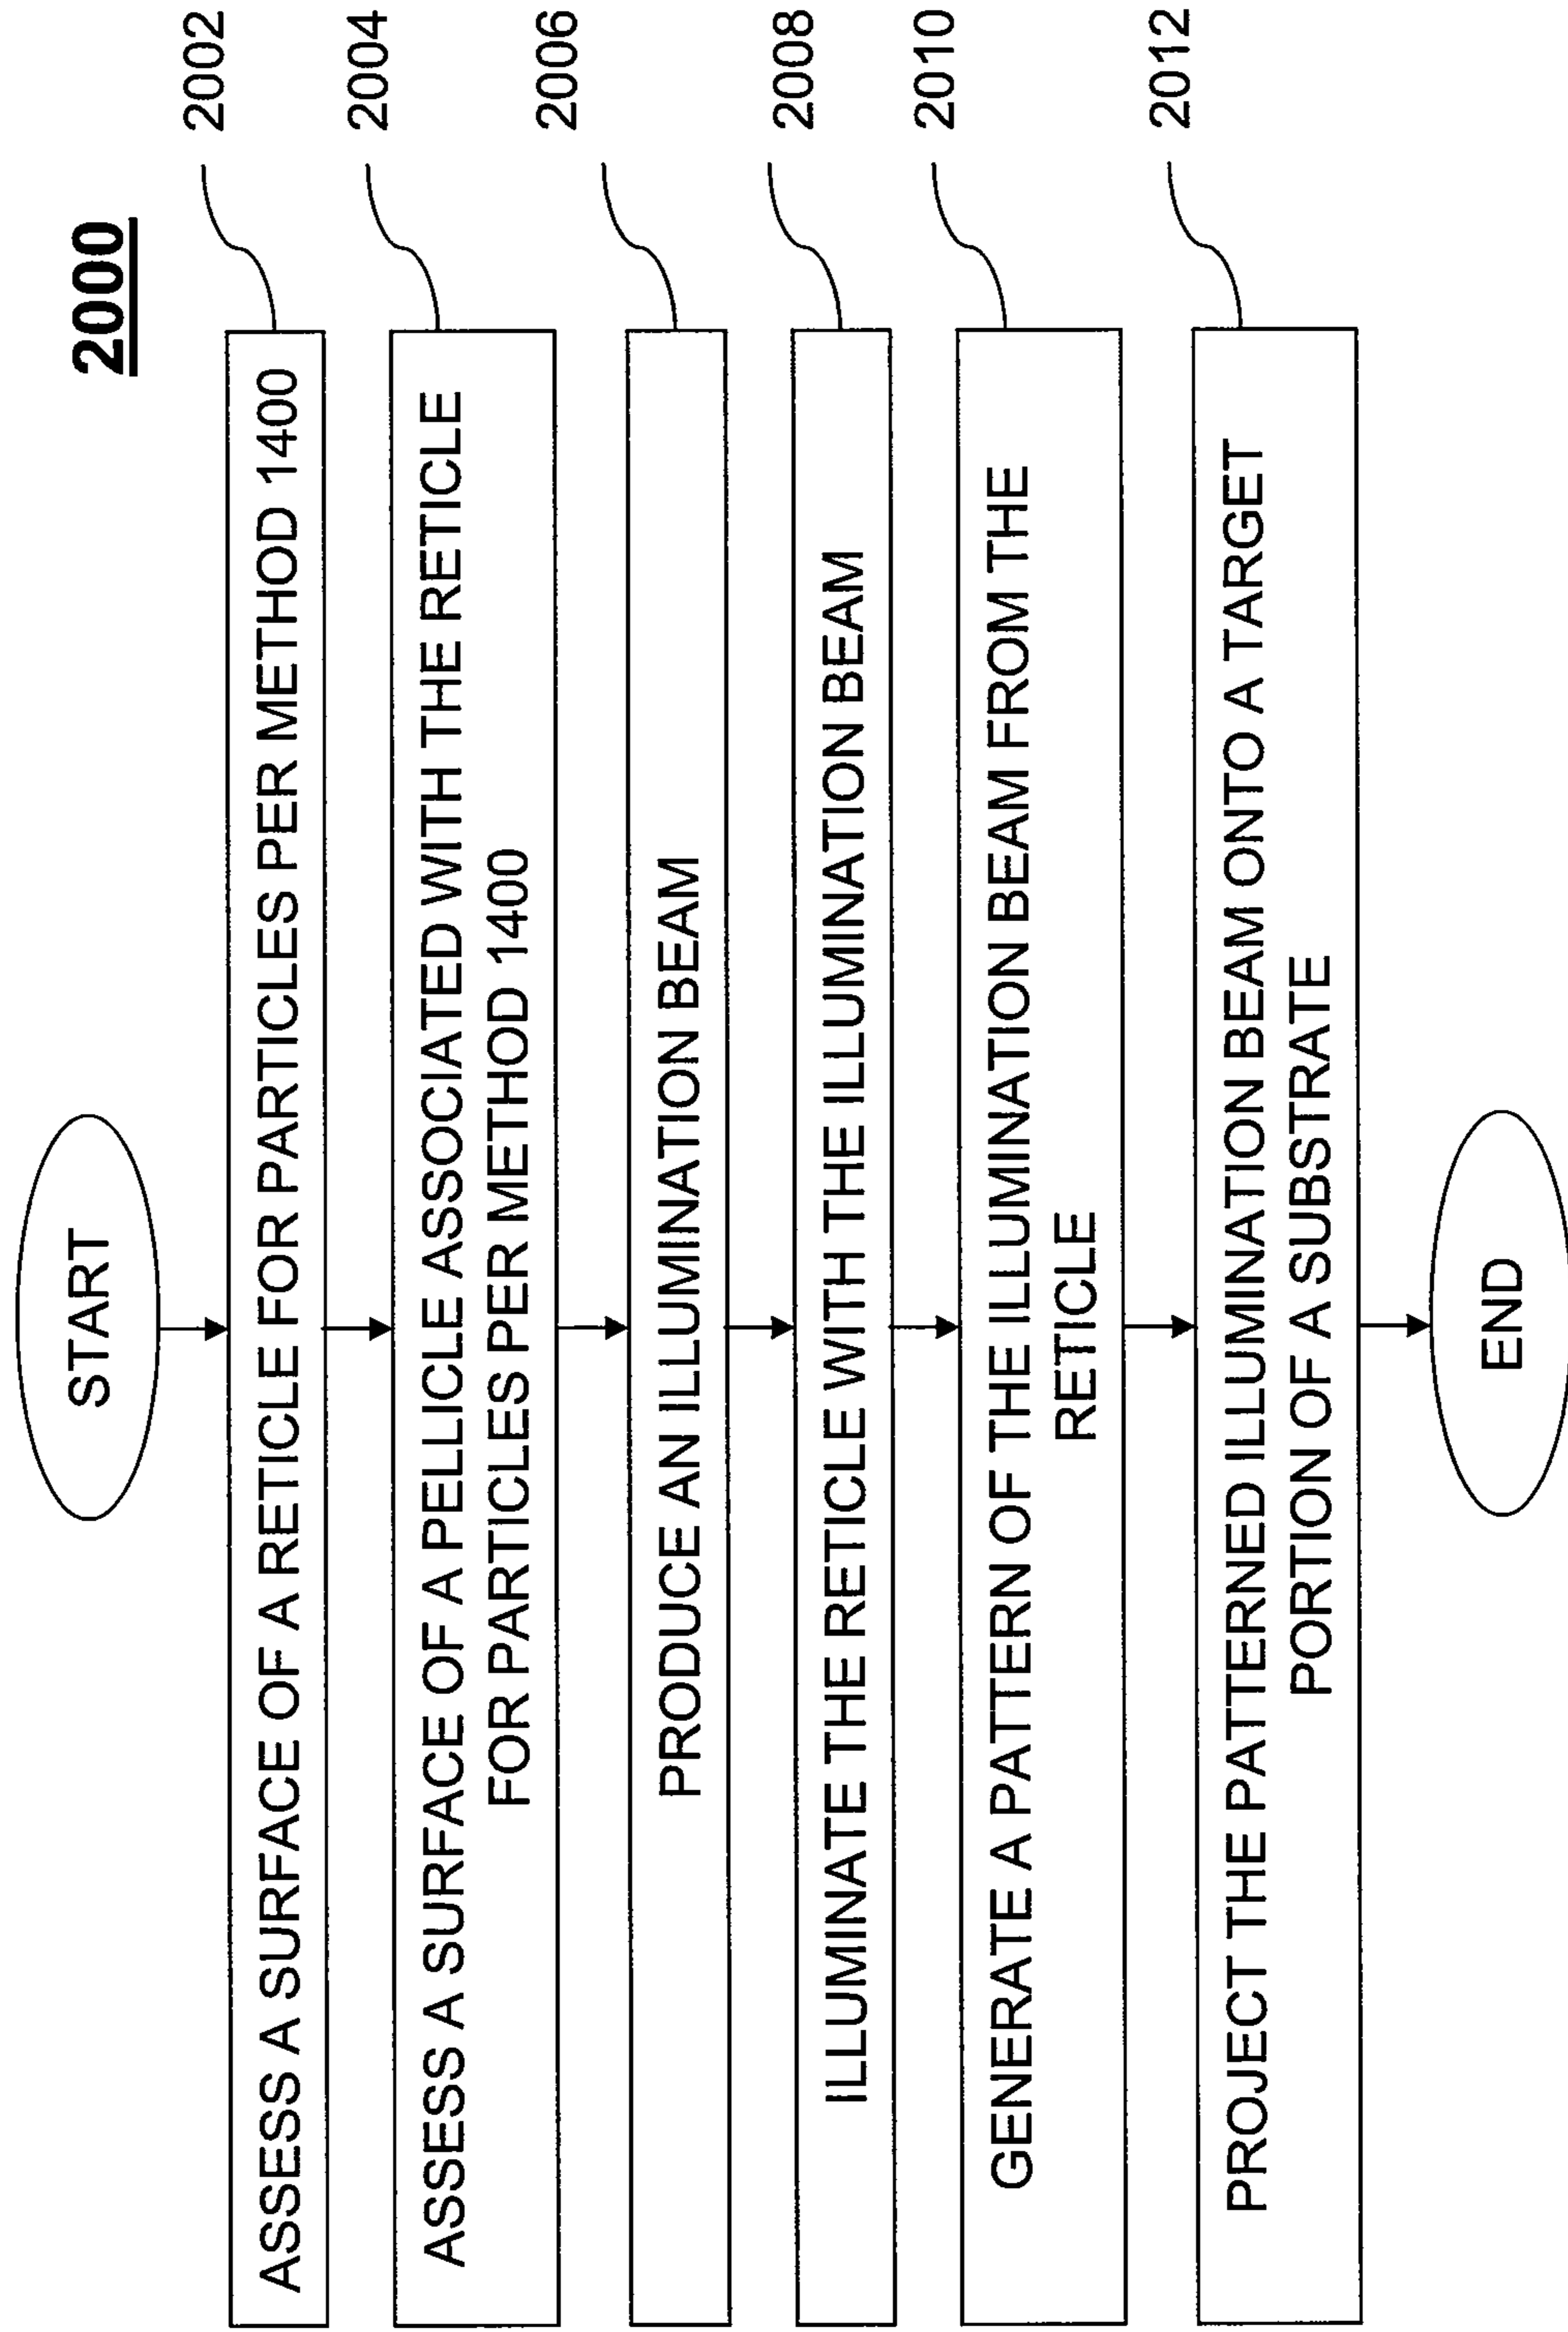 2000
START
ASSESS A SURFACE OF A RETICLE FOR PARTICLES PER METHOD 1400
2002
ASSESS A SURFACE OF A PELLICLE ASSOCIATED WITH THE RETICLE
FOR PARTICLES PER METHOD 1400
2004
PRODUCE AN ILLUMINATION BEAM
2006
ILLUMINATE THE RETICLE WITH THE ILLUMINATION BEAM
2008
GENERATE A PATTERN OF THE ILLUMINATION BEAM FROM THE
RETICLE
2010
PROJECT THE PATTERNED ILLUMINATION BEAM ONTO A TARGET
PORTION OF A SUBSTRATE
2012
END